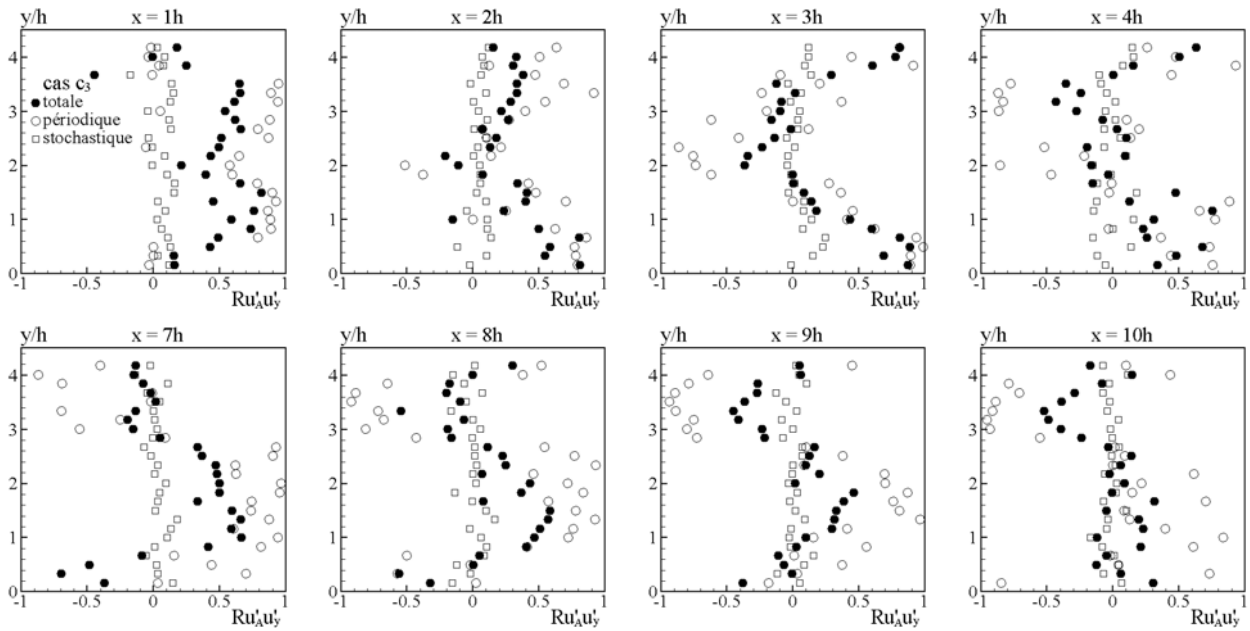 y/h x = 1h
4
3
2
1
0
cas c₃
totale
périodique
stochastique
-1 -0.5 0 0.5 1
Ru'ₐu'ᵧ
y/h x = 2h
4
3
2
1
0
-1 -0.5 0 0.5 1
Ru'ₐu'ᵧ
y/h x = 3h
4
3
2
1
0
-1 -0.5 0 0.5 1
Ru'ₐu'ᵧ
y/h x = 4h
4
3
2
1
0
-1 -0.5 0 0.5 1
Ru'ₐu'ᵧ
y/h x = 7h
4
3
2
1
0
-1 -0.5 0 0.5 1
Ru'ₐu'ᵧ
y/h x = 8h
4
3
2
1
0
-1 -0.5 0 0.5 1
Ru'ₐu'ᵧ
y/h x = 9h
4
3
2
1
0
-1 -0.5 0 0.5 1
Ru'ₐu'ᵧ
y/h x = 10h
4
3
2
1
0
-1 -0.5 0 0.5 1
Ru'ₐu'ᵧ